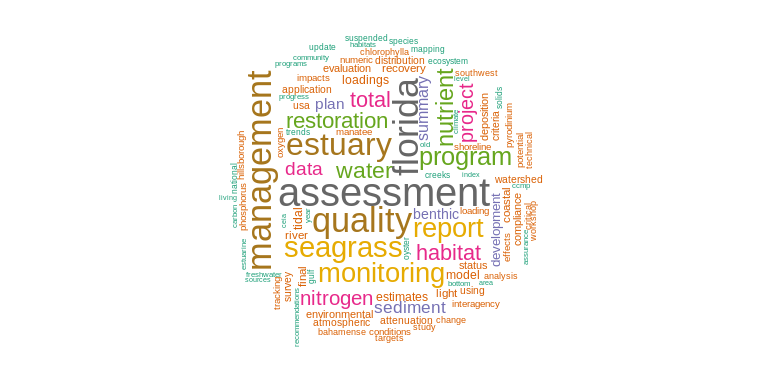 suspended species
update habitats mapping
community chlorophylla
numeric distribution ecosystem
programs evaluation recovery southwest
impacts loadings level
application summary nutrient
progress plan total florida project
usa deposition criteria solids
restoration pyrodinium
trends manatee old climate
oxygen estuary shoreline potential technical
management water program
hillsborough data creeks index watershed
national assessment ccmp
living phosphorus coastal
carbon ceia year tidal quality benthic loading critical
river report development compliance workshop
estuarine seagrass oyster habitat effects assurance
freshwater final gulf monitoring status
sources survey model analysis
tracking bottom area
nitrogen estimates light using
recommendations sediment interagency
environmental
atmospheric attenuation change
bahamense conditions study
targets